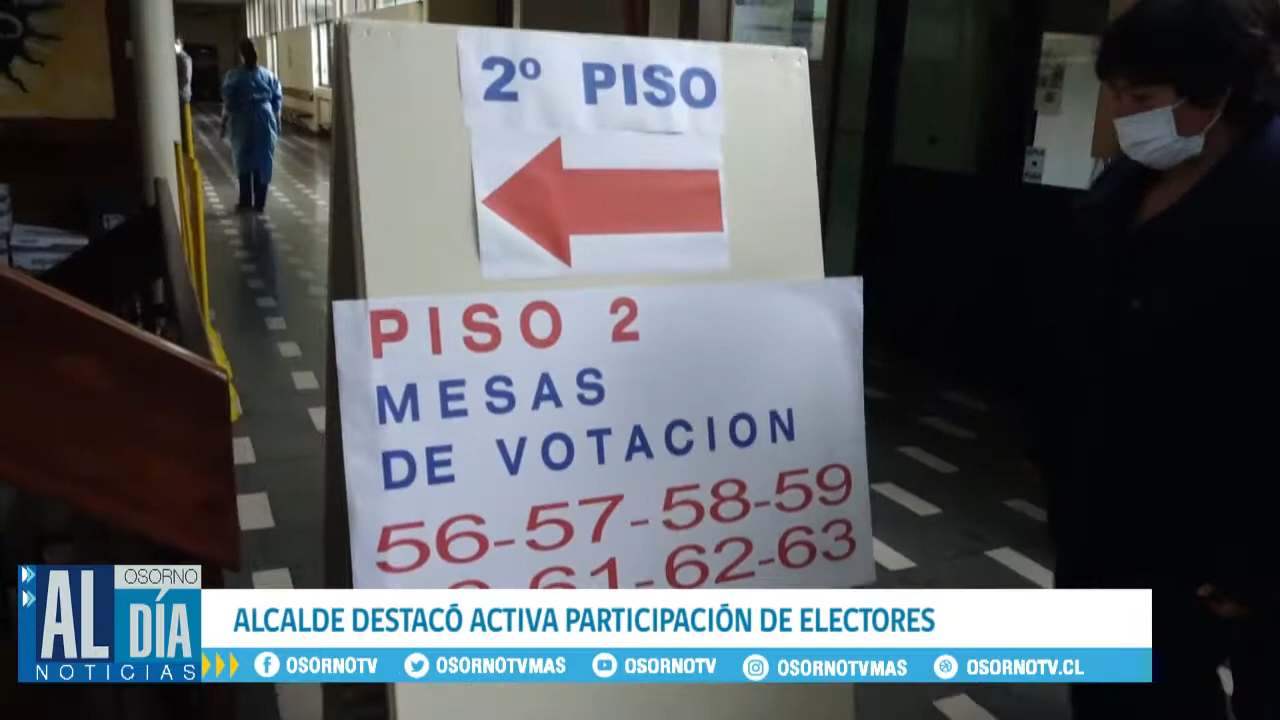 2º PISO
PISO 2
MESAS
DE VOTACION
56-57-58-59
61-62-63
OSORNO
AL DÍA
NOTICIAS
ALCALDE DESTACÓ ACTIVA PARTICIPACIÓN DE ELECTORES
OSORNOTV OSORNOTVMAS OSORNOTV OSORNOTVMAS OSORNOTV.CL